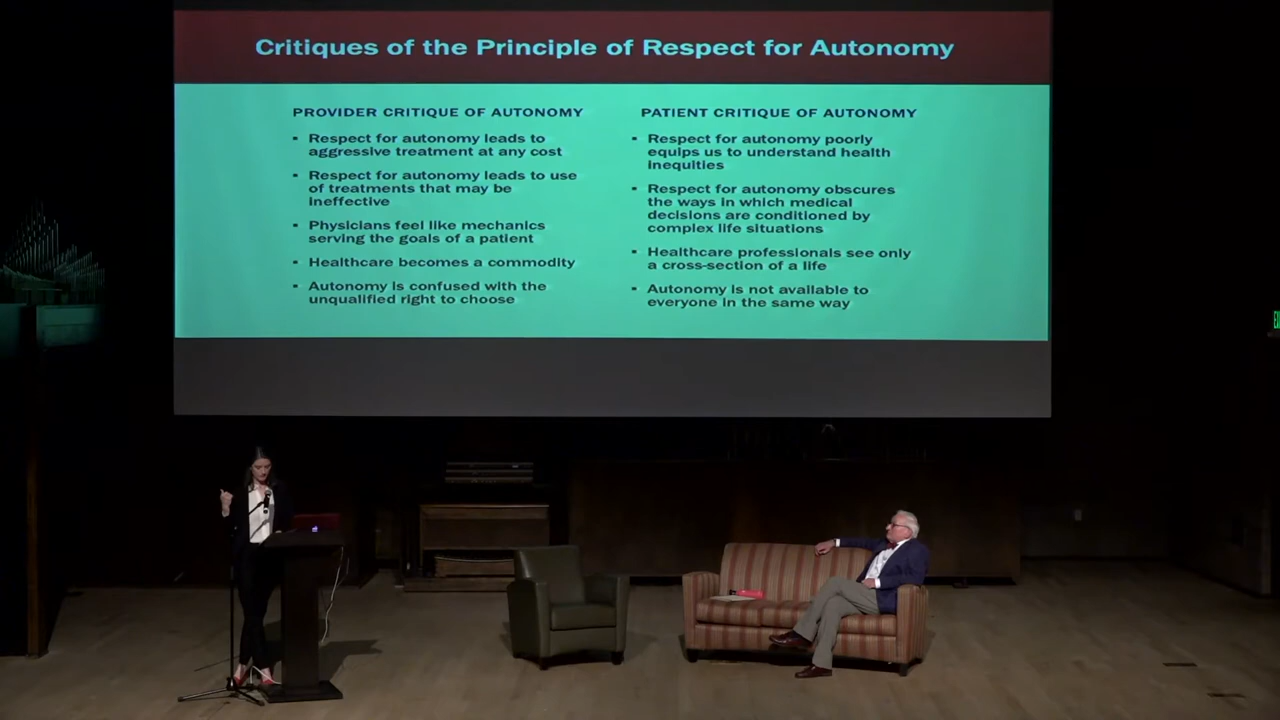 Critiques of the Principle of Respect for Autonomy
PROVIDER CRITIQUE OF AUTONOMY
▪ Respect for autonomy leads to
aggressive treatment at any cost
▪ Respect for autonomy leads to use
of treatments that may be
ineffective
▪ Physicians feel like mechanics
serving the goals of a patient
▪ Healthcare becomes a commodity
▪ Autonomy is confused with the
unqualified right to choose
PATIENT CRITIQUE OF AUTONOMY
▪ Respect for autonomy poorly
equips us to understand health
inequities
▪ Respect for autonomy obscures
the ways in which medical
decisions are conditioned by
complex life situations
▪ Healthcare professionals see only
a cross-section of a life
▪ Autonomy is not available to
everyone in the same way